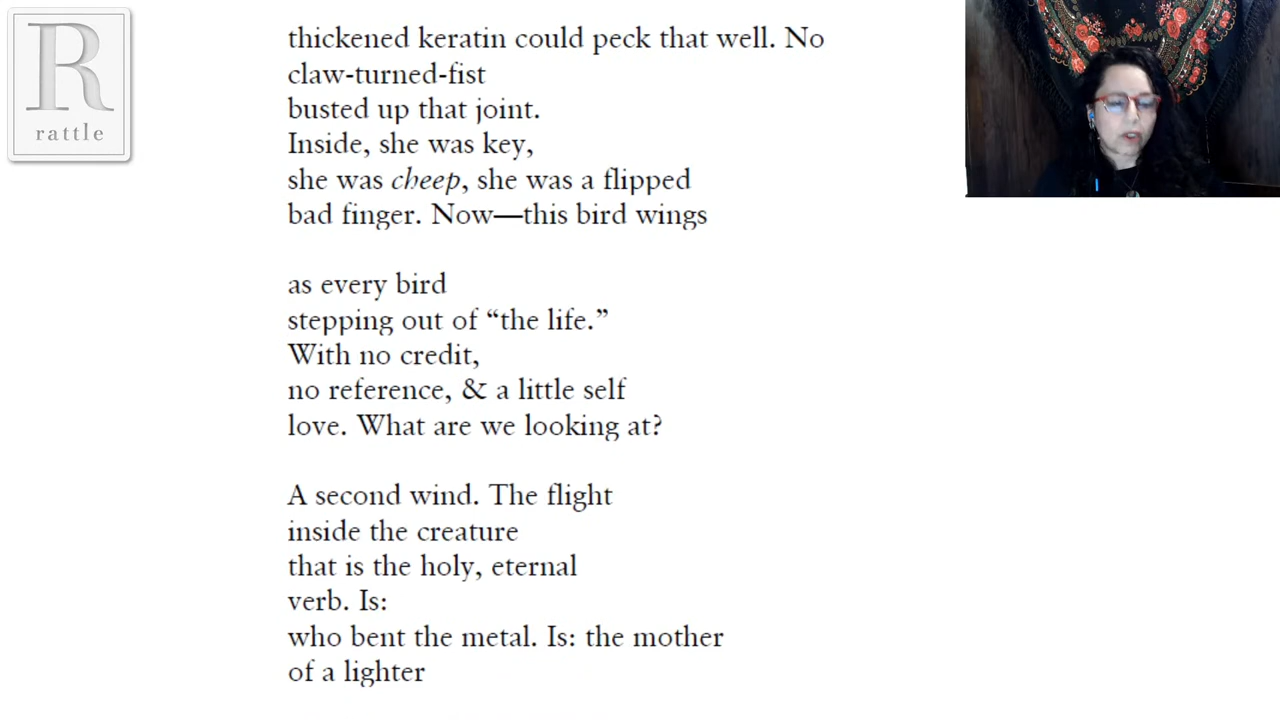 R
rattle
thickened keratin could peck that well. No
claw-turned-fist
busted up that joint.
Inside, she was key,
she was cheep, she was a flipped
bad finger. Now—this bird wings
as every bird
stepping out of “the life.”
With no credit,
no reference, & a little self
love. What are we looking at?
A second wind. The flight
inside the creature
that is the holy, eternal
verb. Is:
who bent the metal. Is: the mother
of a lighter